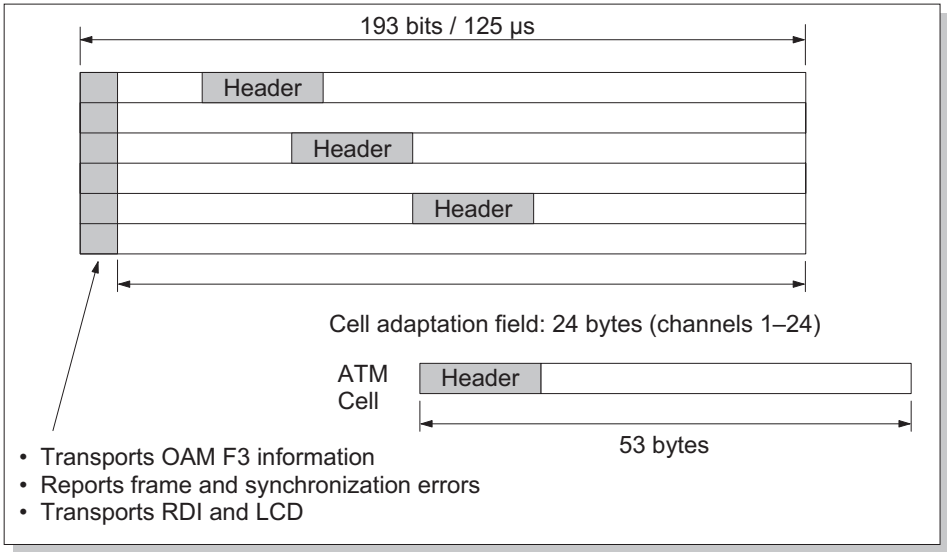 193 bits / 125 µs
Header
Header
Header
Cell adaptation field: 24 bytes (channels 1–24)
ATM
Cell
Header
53 bytes
• Transports OAM F3 information
• Reports frame and synchronization errors
• Transports RDI and LCD